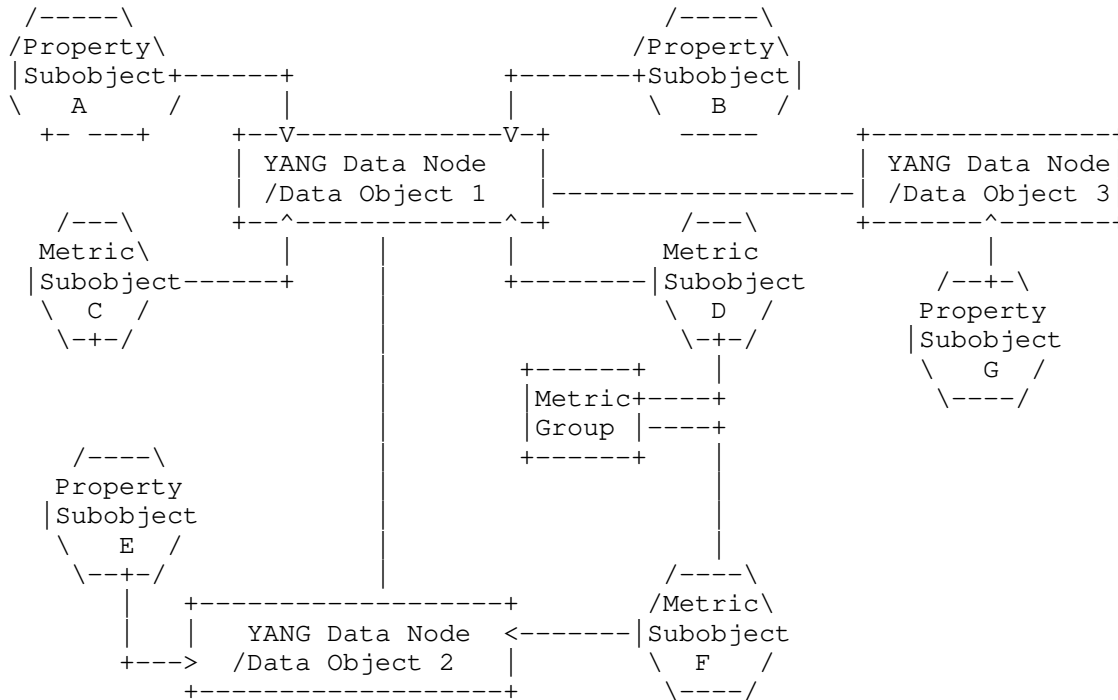 Property
Subobject
A
Property
Subobject
B
YANG Data Node
/Data Object 1
YANG Data Node
/Data Object 3
Metric
Subobject
C
Metric
Subobject
D
Property
Subobject
G
Metric
Group
Property
Subobject
E
YANG Data Node
/Data Object 2
Metric
Subobject
F